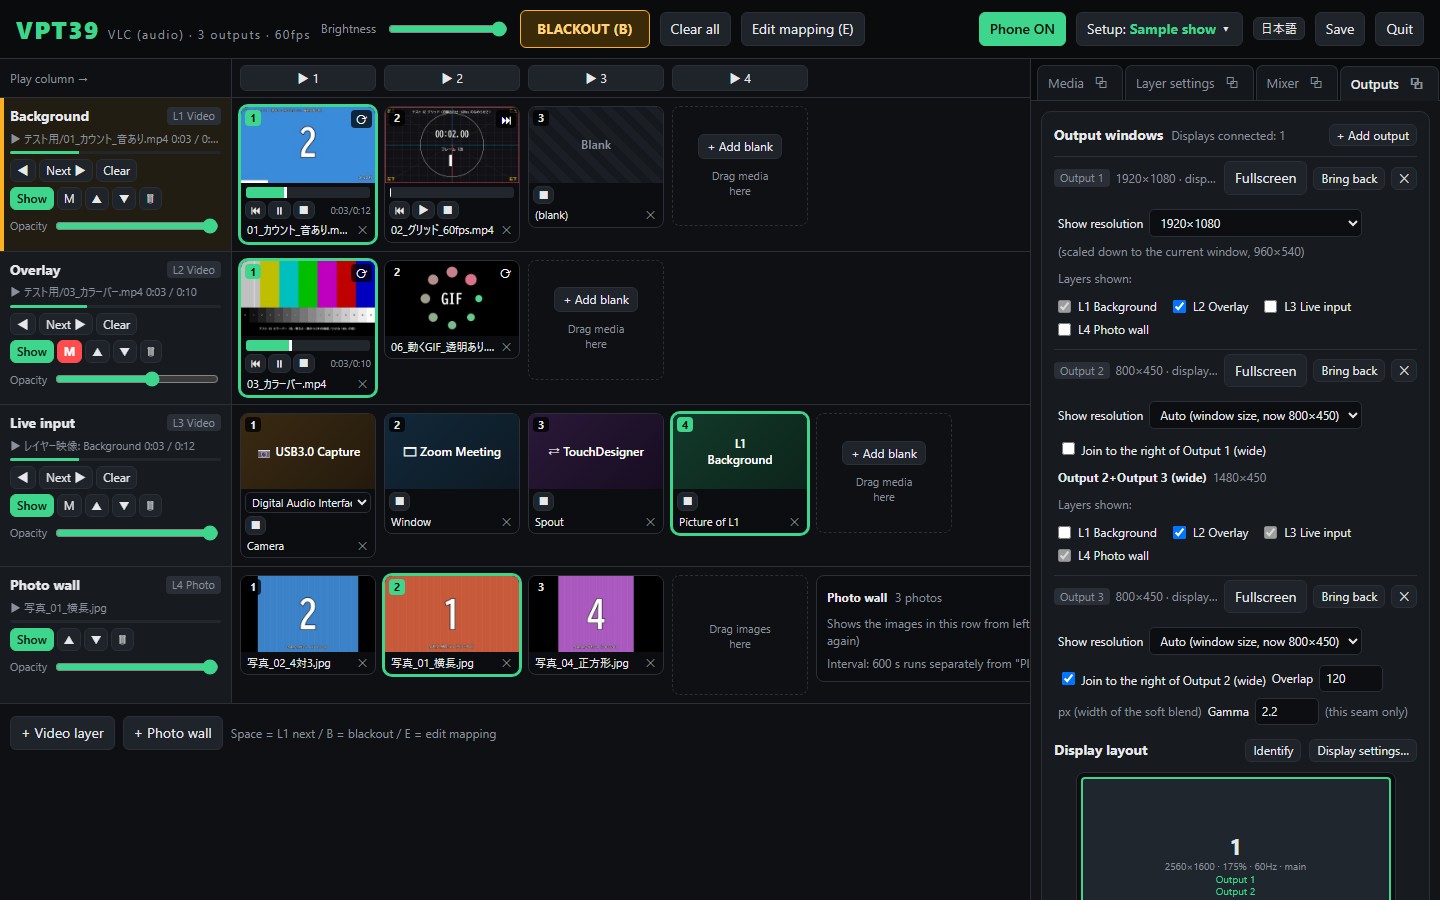 VPT39 VLC (audio) · 3 outputs · 60fps Brightness BLACKOUT (B) Clear all Edit mapping (E) Phone ON Setup: Sample show ▼ 日本語 Save Quit
Play column → ▶ 1 ▶ 2 ▶ 3 ▶ 4
Media Layer settings Mixer Outputs
Background L1 Video
▶ テスト用/01_カウント_音あり.mp4 0:03 / 0:...
◀ Next ▶ Clear
Show M ▲ ▼
Opacity
1
2
0:03/0:12
01_カウント_音あり.m...
2
00:02.00
02_グリッド_60fps.mp4
3
Blank
(blank)
+ Add blank
Drag media
here
Overlay L2 Video
▶ テスト用/03_カラーバー.mp4 0:03 / 0:10
◀ Next ▶ Clear
Show M ▲ ▼
Opacity
1
0:03/0:10
03_カラーバー.mp4
2
GIF
06_動くGIF_透明あり....
+ Add blank
Drag media
here
Live input L3 Video
▶ レイヤー映像: Background 0:03 / 0:12
◀ Next ▶ Clear
Show M ▲ ▼
Opacity
1
USB3.0 Capture
Digital Audio Interfac
Camera
2
Zoom Meeting
Window
3
TouchDesigner
Spout
4
L1
Background
Picture of L1
+ Add blank
Drag media
here
Photo wall L4 Photo
▶ 写真_01_横長.jpg
Show ▲ ▼
Opacity
1
2
写真_02_4対3.jpg
2
1
写真_01_横長.jpg
3
4
写真_04_正方形.jpg
Drag images
here
Photo wall 3 photos
Shows the images in this row from left
again)
Interval: 600 s runs separately from "Pl
+ Video layer + Photo wall Space = L1 next / B = blackout / E = edit mapping
Output windows Displays connected: 1 + Add output
Output 1 1920×1080 · disp... Fullscreen Bring back ✕
Show resolution 1920×1080
(scaled down to the current window, 960×540)
Layers shown:
L1 Background L2 Overlay L3 Live input
L4 Photo wall
Output 2 800×450 · display... Fullscreen Bring back ✕
Show resolution Auto (window size, now 800×450)
Join to the right of Output 1 (wide)
Output 2+Output 3 (wide) 1480×450
Layers shown:
L1 Background L2 Overlay L3 Live input
L4 Photo wall
Output 3 800×450 · display... Fullscreen Bring back ✕
Show resolution Auto (window size, now 800×450)
Join to the right of Output 2 (wide) Overlap 120
px (width of the soft blend) Gamma 2.2 (this seam only)
Display layout Identify Display settings...
1
2560×1600 · 175% · 60Hz · main
Output 1
Output 2